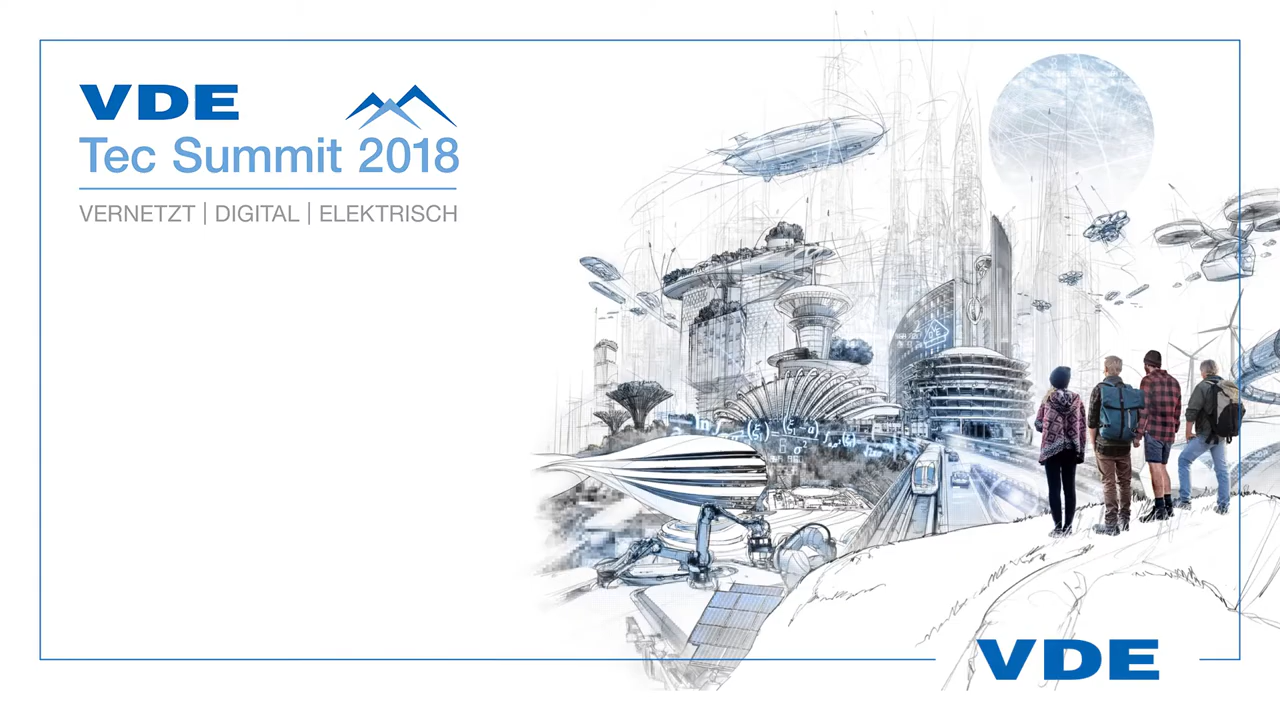 VDE
Tec Summit 2018
VERNETZT | DIGITAL | ELEKTRISCH
VDE